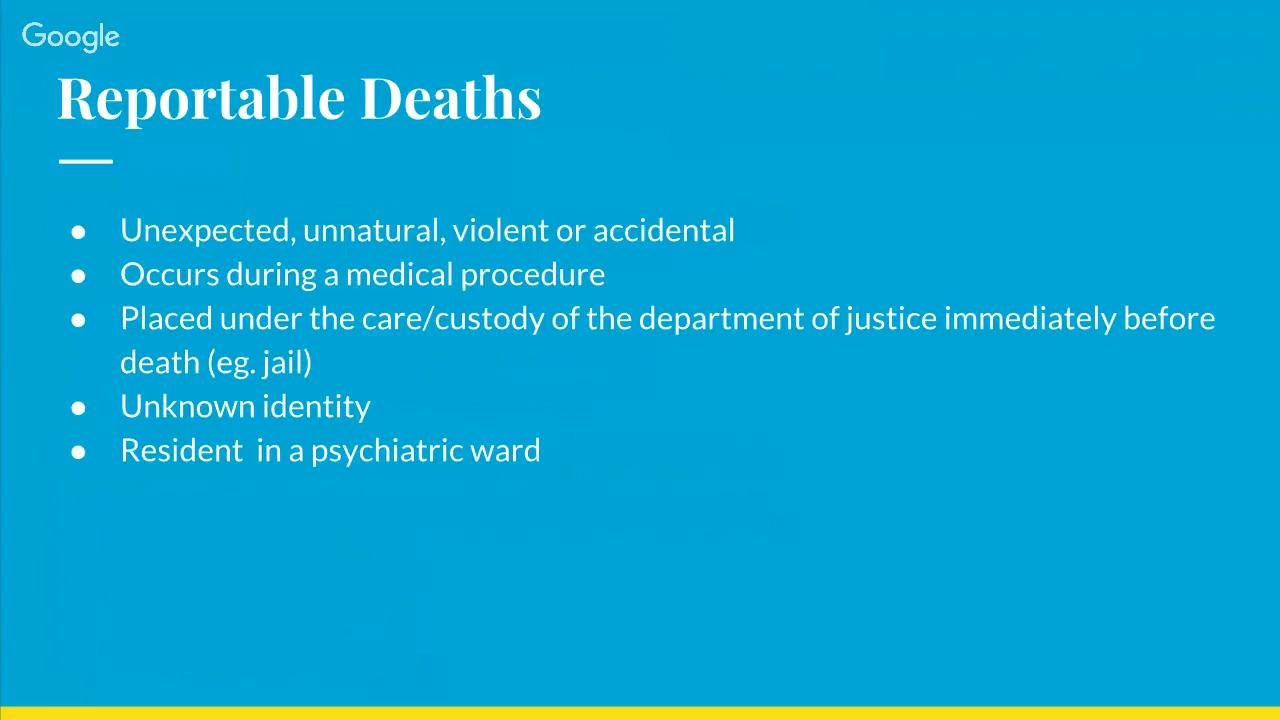 Google
Reportable Deaths
● Unexpected, unnatural, violent or accidental
● Occurs during a medical procedure
● Placed under the care/custody of the department of justice immediately before
death (eg. jail)
● Unknown identity
● Resident  in a psychiatric ward